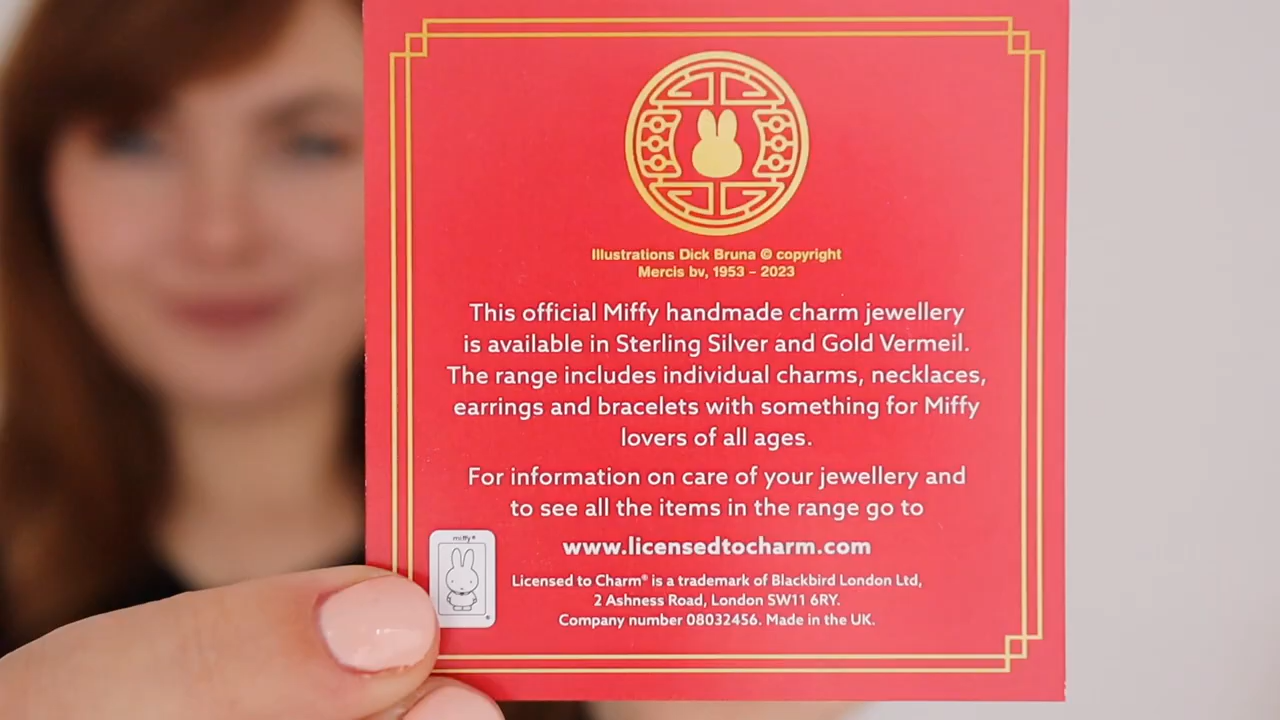 Illustrations Dick Bruna © copyright
Mercis bv, 1953 – 2023
This official Miffy handmade charm jewellery
is available in Sterling Silver and Gold Vermeil.
The range includes individual charms, necklaces,
earrings and bracelets with something for Miffy
lovers of all ages.
For information on care of your jewellery and
to see all the items in the range go to
www.licensedtocharm.com
miffy®
Licensed to Charm® is a trademark of Blackbird London Ltd,
2 Ashness Road, London SW11 6RY.
Company number 08032456. Made in the UK.